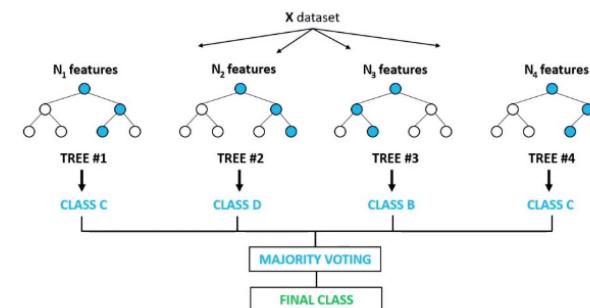 X dataset
N₁ features N₂ features N₃ features N₄ features
TREE #1 TREE #2 TREE #3 TREE #4
CLASS C CLASS D CLASS B CLASS C
MAJORITY VOTING
FINAL CLASS